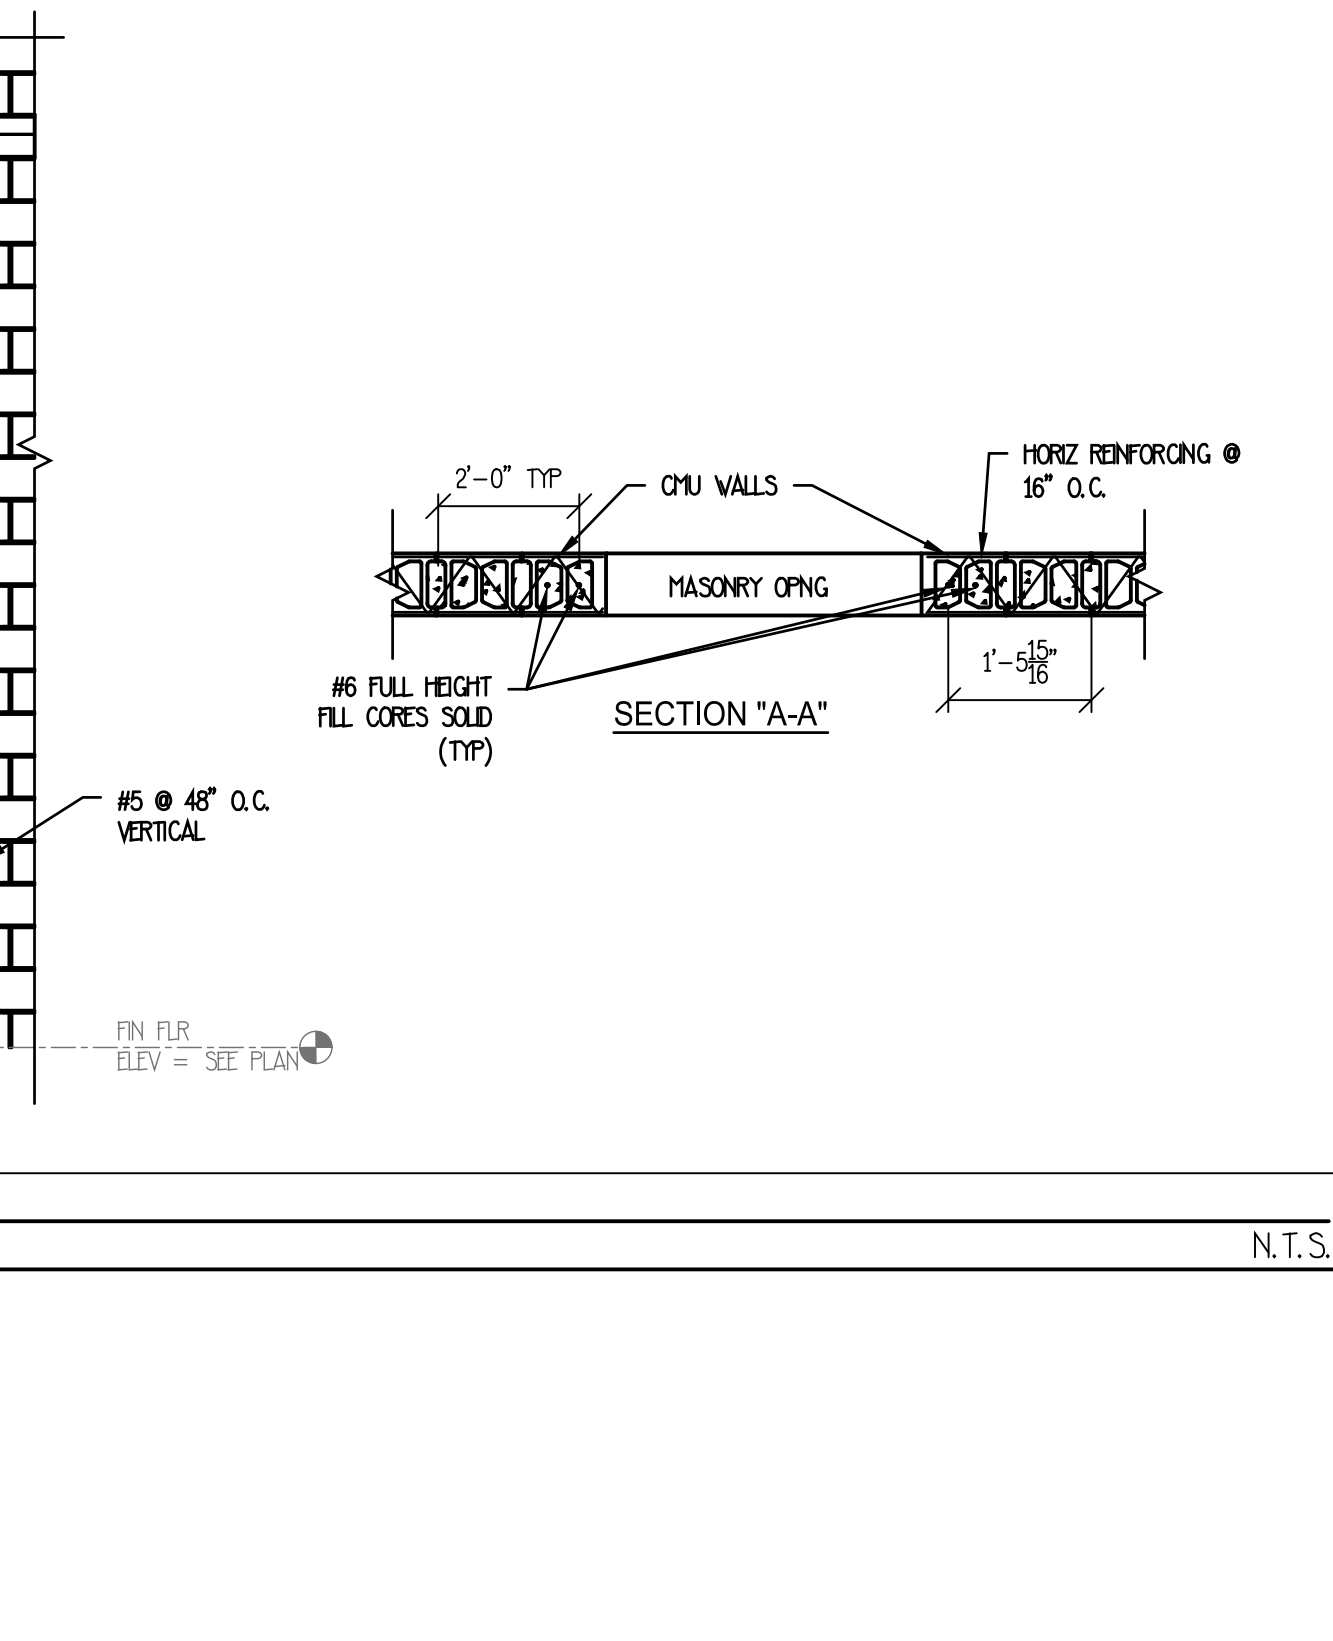 HORIZ REINFORCING @
16" O.C.
2'-0" TYP
CMU WALLS
MASONRY OPNG
1'-5 15/16"
#6 FULL HEIGHT
FILL CORES SOLID
(TYP)
SECTION "A-A"
#5 @ 48" O.C.
VERTICAL
FIN FLR
ELEV = SEE PLAN
N.T.S.